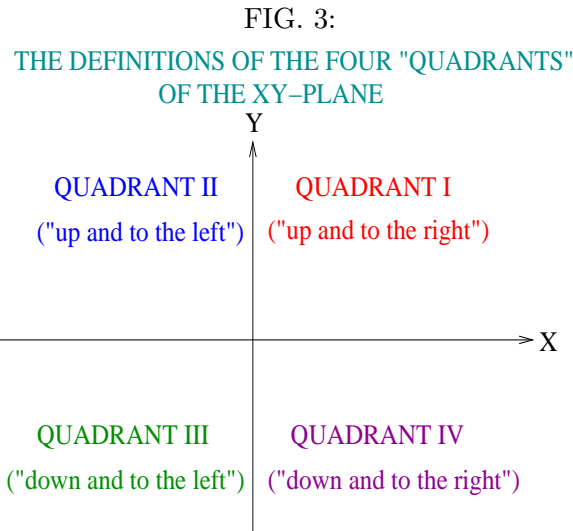 FIG. 3:
THE DEFINITIONS OF THE FOUR "QUADRANTS"
OF THE XY−PLANE
Y
QUADRANT II
("up and to the left")
QUADRANT I
("up and to the right")
X
QUADRANT III
("down and to the left")
QUADRANT IV
("down and to the right")